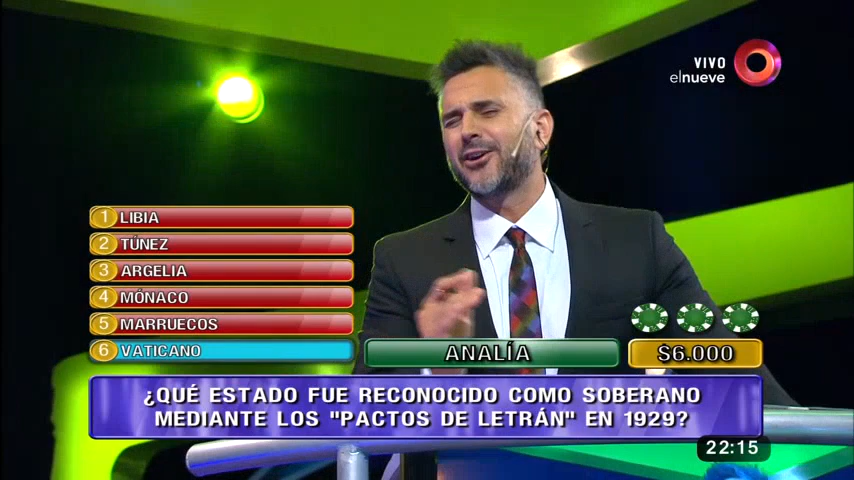 VIVO
elnueve
1 LIBIA
2 TÚNEZ
3 ARGELIA
4 MÓNACO
5 MARRUECOS
6 VATICANO
ANALÍA
$6.000
¿QUÉ ESTADO FUE RECONOCIDO COMO SOBERANO
MEDIANTE LOS "PACTOS DE LETRÁN" EN 1929?
22:15